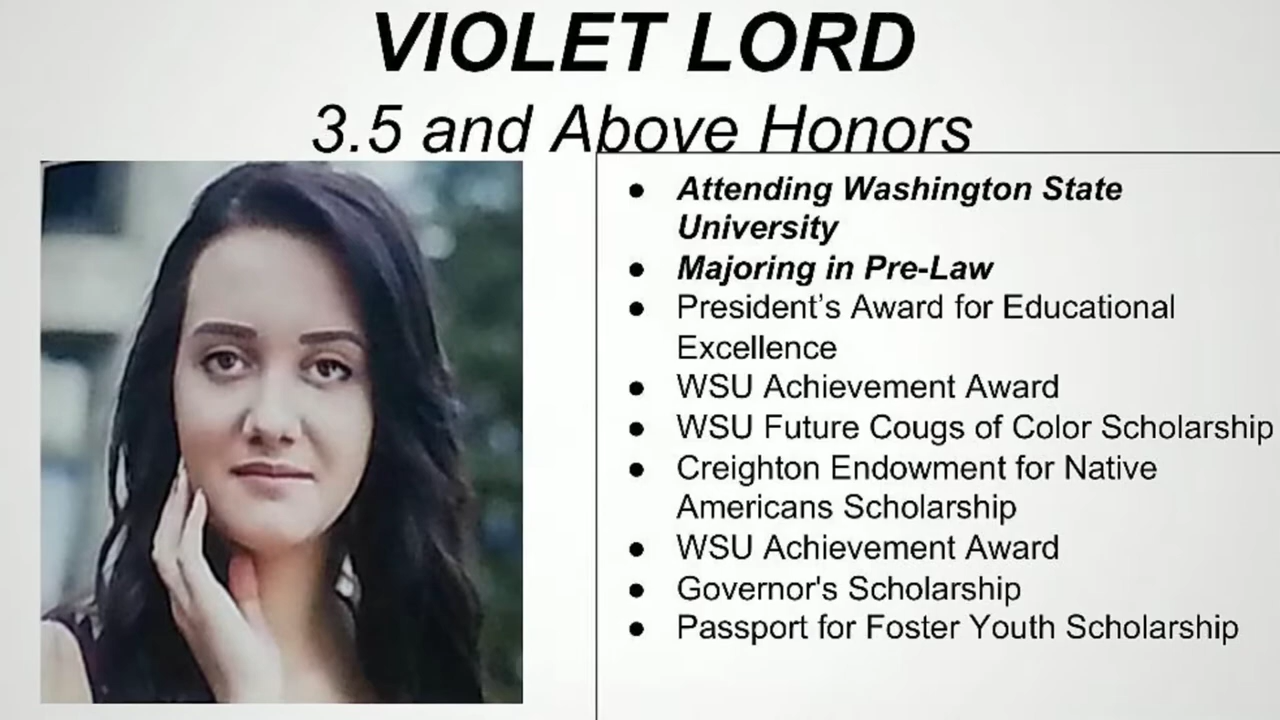 VIOLET LORD
3.5 and Above Honors
● Attending Washington State
University
● Majoring in Pre-Law
● President’s Award for Educational
Excellence
● WSU Achievement Award
● WSU Future Cougs of Color Scholarship
● Creighton Endowment for Native
Americans Scholarship
● WSU Achievement Award
● Governor's Scholarship
● Passport for Foster Youth Scholarship